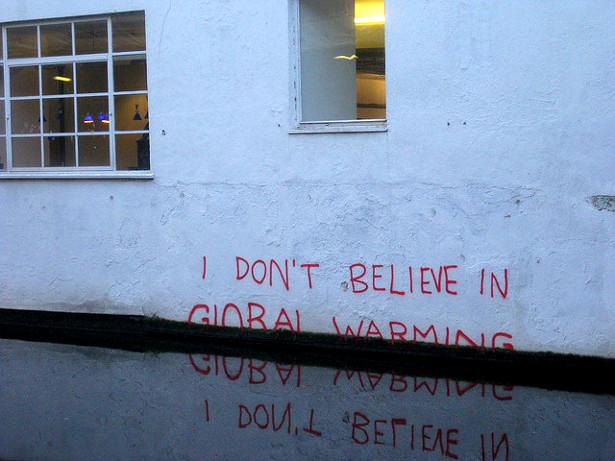 I DON'T BELIEVE IN
GLOBAL WARMING